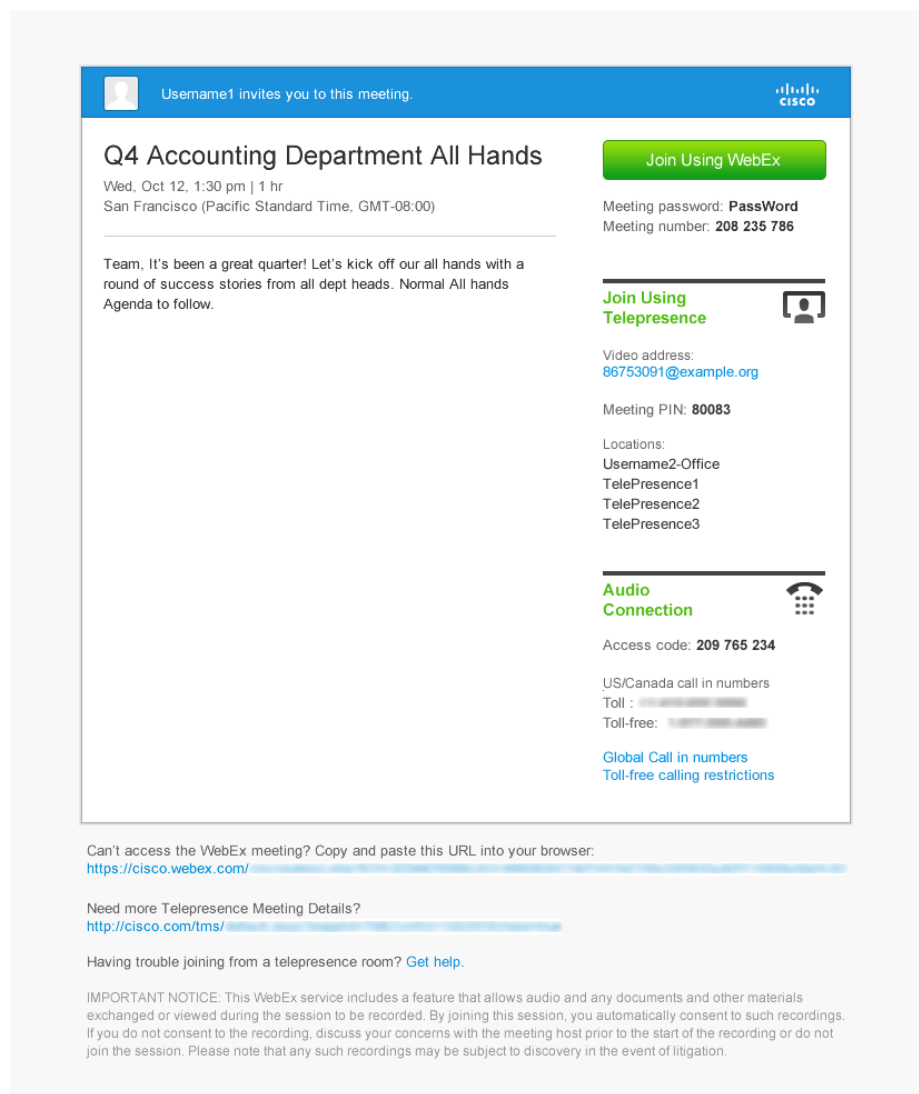 Username1 invites you to this meeting.
CISCO
Q4 Accounting Department All Hands
Wed, Oct 12, 1:30 pm | 1 hr
San Francisco (Pacific Standard Time, GMT-08:00)
Team, It's been a great quarter! Let's kick off our all hands with a
round of success stories from all dept heads. Normal All hands
Agenda to follow.
Join Using WebEx
Meeting password: PassWord
Meeting number: 208 235 786
Join Using
Telepresence
Video address:
86753091@example.org
Meeting PIN: 80083
Locations:
Username2-Office
TelePresence1
TelePresence2
TelePresence3
Audio
Connection
Access code: 209 765 234
US/Canada call in numbers
Toll :
Toll-free:
Global Call in numbers
Toll-free calling restrictions
Can't access the WebEx meeting? Copy and paste this URL into your browser:
https://cisco.webex.com/
Need more Telepresence Meeting Details?
http://cisco.com/tms/
Having trouble joining from a telepresence room? Get help.
IMPORTANT NOTICE: This WebEx service includes a feature that allows audio and any documents and other materials
exchanged or viewed during the session to be recorded. By joining this session, you automatically consent to such recordings.
If you do not consent to the recording, discuss your concerns with the meeting host prior to the start of the recording or do not
join the session. Please note that any such recordings may be subject to discovery in the event of litigation.